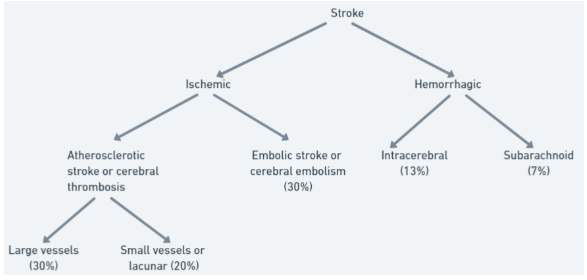 Stroke
Ischemic
Hemorrhagic
Atherosclerotic
stroke or cerebral
thrombosis
Embolic stroke or
cerebral embolism
(30%)
Intracerebral
(13%)
Subarachnoid
(7%)
Large vessels
(30%)
Small vessels or
lacunar (20%)